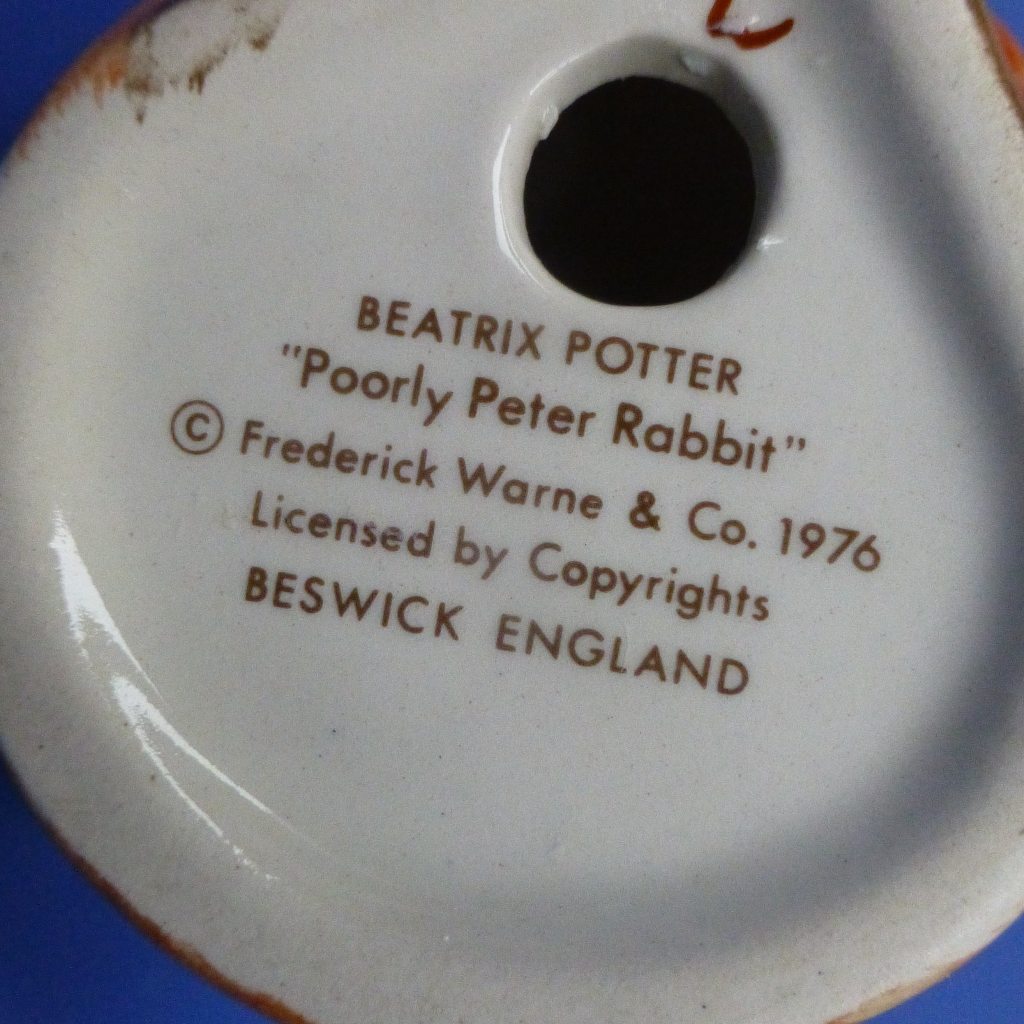 BEATRIX POTTER
"Poorly Peter Rabbit"
© Frederick Warne & Co. 1976
Licensed by Copyrights
BESWICK ENGLAND